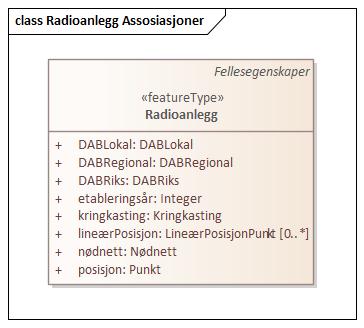 class Radioanlegg Assosiasjoner
Fellesegenskaper
«featureType»
Radioanlegg
+ DABLokal: DABLokal
+ DABRegional: DABRegional
+ DABRiks: DABRiks
+ etableringsår: Integer
+ kringkasting: Kringkasting
+ lineærPosisjon: LineærPosisjonPunkt [0..*]
+ nødnett: Nødnett
+ posisjon: Punkt